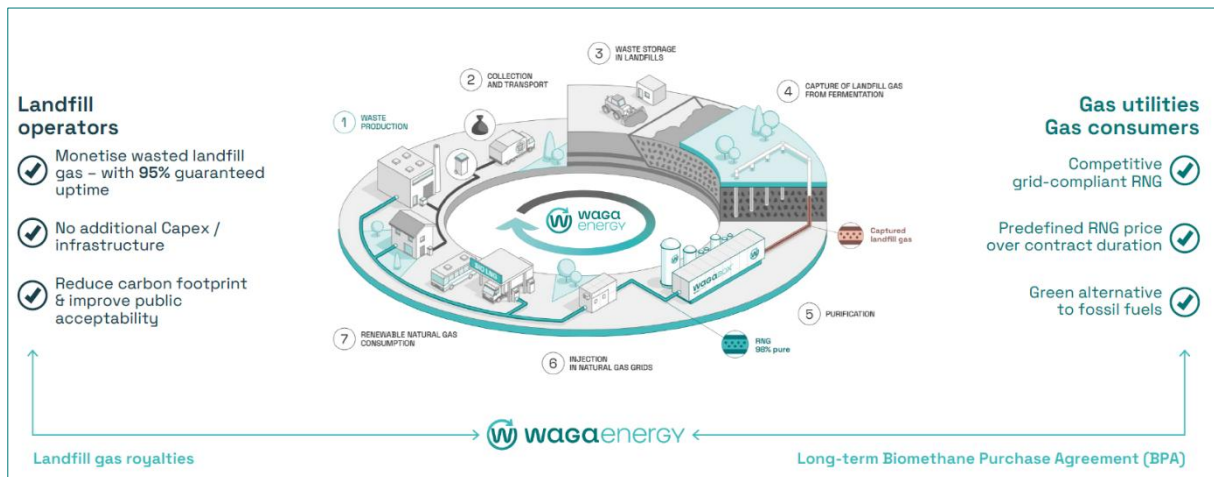 Landfill
operators
Monetise wasted landfill
gas – with 95% guaranteed
uptime
No additional Capex /
infrastructure
Reduce carbon footprint
& improve public
acceptability
1 WASTE
PRODUCTION
2 COLLECTION
AND TRANSPORT
3 WASTE STORAGE
IN LANDFILLS
4 CAPTURE OF LANDFILL GAS
FROM FERMENTATION
waga
energy
Captured
landfill gas
WAGABOX
5 PURIFICATION
RNG
98% pure
6 INJECTION
IN NATURAL GAS GRIDS
7 RENEWABLE NATURAL GAS
CONSUMPTION
Gas utilities
Gas consumers
Competitive
grid-compliant RNG
Predefined RNG price
over contract duration
Green alternative
to fossil fuels
Landfill gas royalties
wagaenergy
Long-term Biomethane Purchase Agreement (BPA)